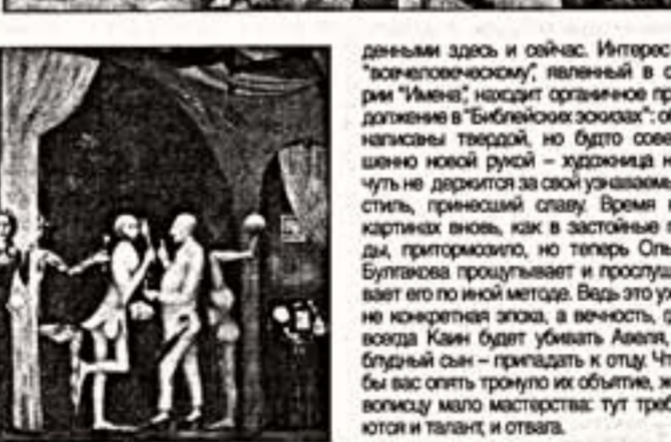 денными здесь и сейчас. Интерес
"всечеловеческому", явленный в с
рии "Имена", находит органичное п
должение в "Библейских эскизах": об
написаны твердой, но будто сове
шенно новой рукой – художница н
чуть не держится за свой узнаваем
стиль, принесший славу. Время
картинах вновь, как в застойные г
ды, притормозило, но теперь Оль
Булгакова прощупывает и прослу
вает его по иной методе. Ведь это у
не конкретная эпоха, а вечность, г
всегда Каин будет убивать Авеля,
блудный сын – припадать к отцу. Ч
бы вас опять тронуло их объятие, ж
вописцу мало мастерства: тут треб
ются и талант, и отвага.